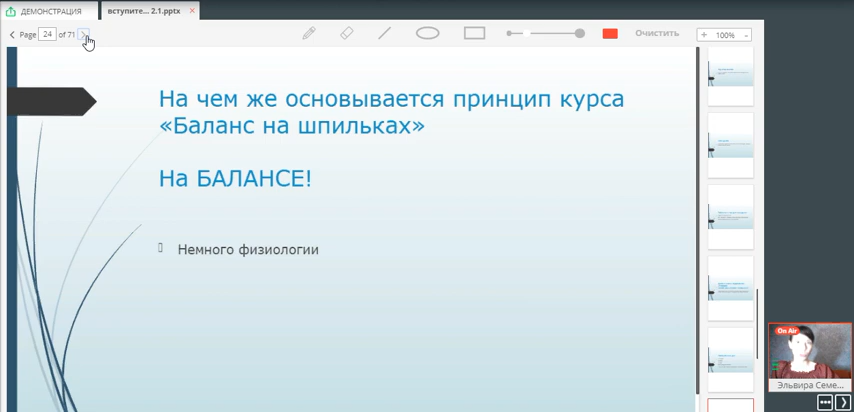 ДЕМОНСТРАЦИЯ
вступите... 2.1.pptx
Page 24 of 71
Очистить
+ 100% -
На чем же основывается принцип курса
«Баланс на шпильках»
На БАЛАНСЕ!
Немного физиологии
On Air
Эльвира Семе...